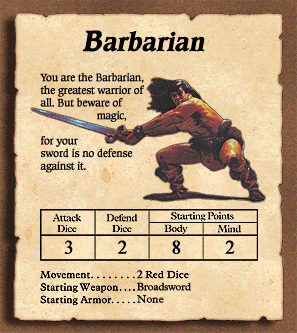 Barbarian
You are the Barbarian,
the greatest warrior of
all. But beware of
magic,
for your
sword is no defense
against it.
Attack Dice
Defend Dice
Starting Points
Body
Mind
3 2 8 2
Movement........2 Red Dice
Starting Weapon....Broadsword
Starting Armor.....None